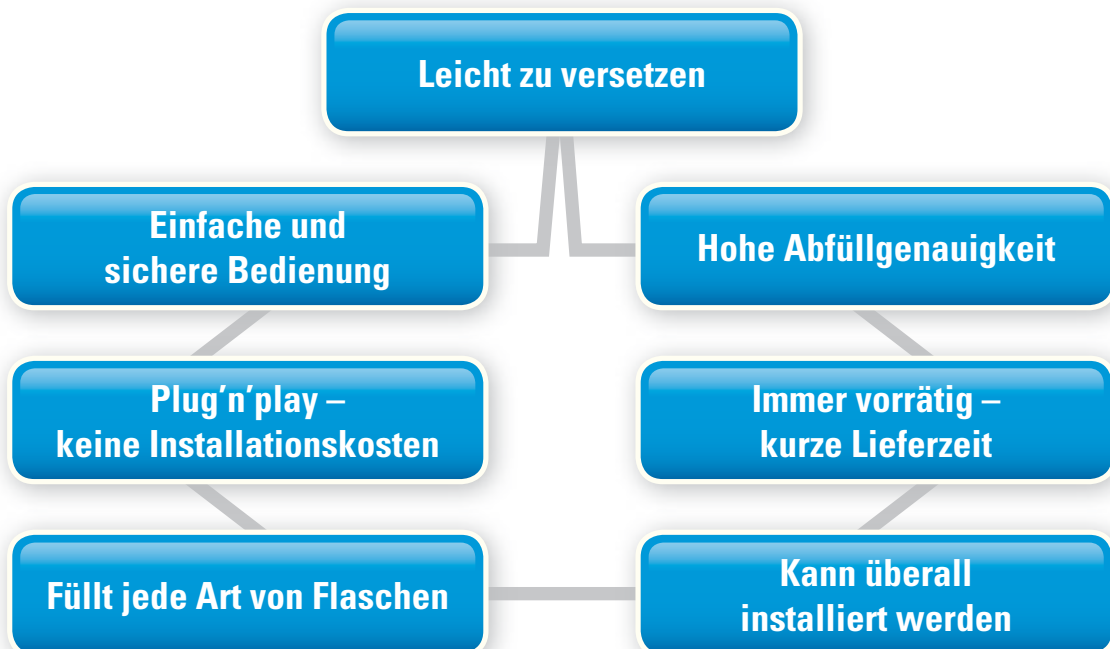 Leicht zu versetzen
Einfache und
sichere Bedienung
Hohe Abfüllgenauigkeit
Plug’n’play –
keine Installationskosten
Immer vorrätig –
kurze Lieferzeit
Füllt jede Art von Flaschen
Kann überall
installiert werden